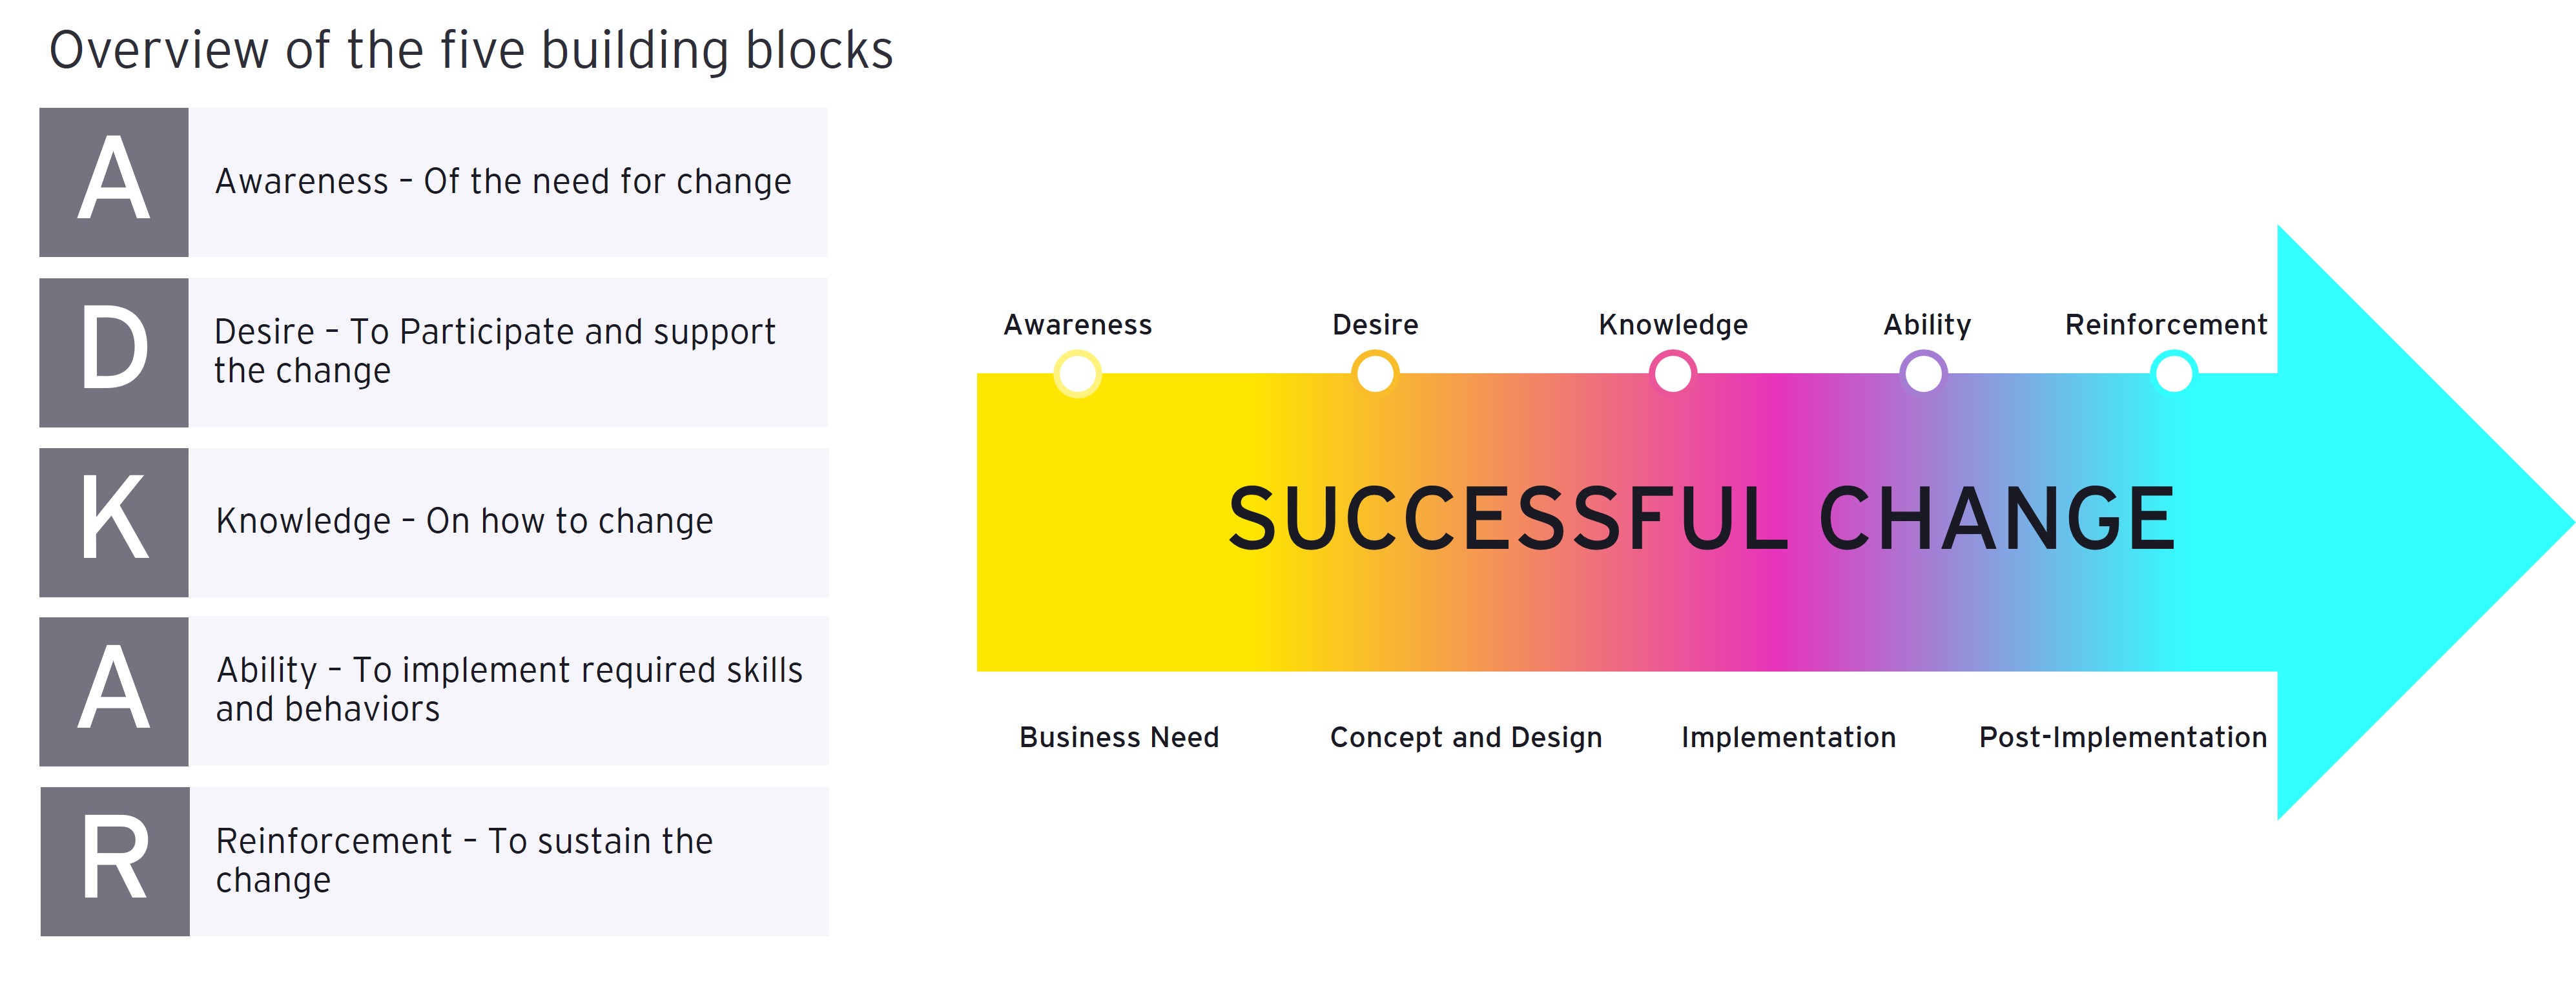 Overview of the five building blocks
A
Awareness – Of the need for change
D
Desire – To Participate and support
the change
K
Knowledge – On how to change
A
Ability – To implement required skills
and behaviors
R
Reinforcement – To sustain the
change
Awareness Desire Knowledge Ability Reinforcement
SUCCESSFUL CHANGE
Business Need Concept and Design Implementation Post-Implementation